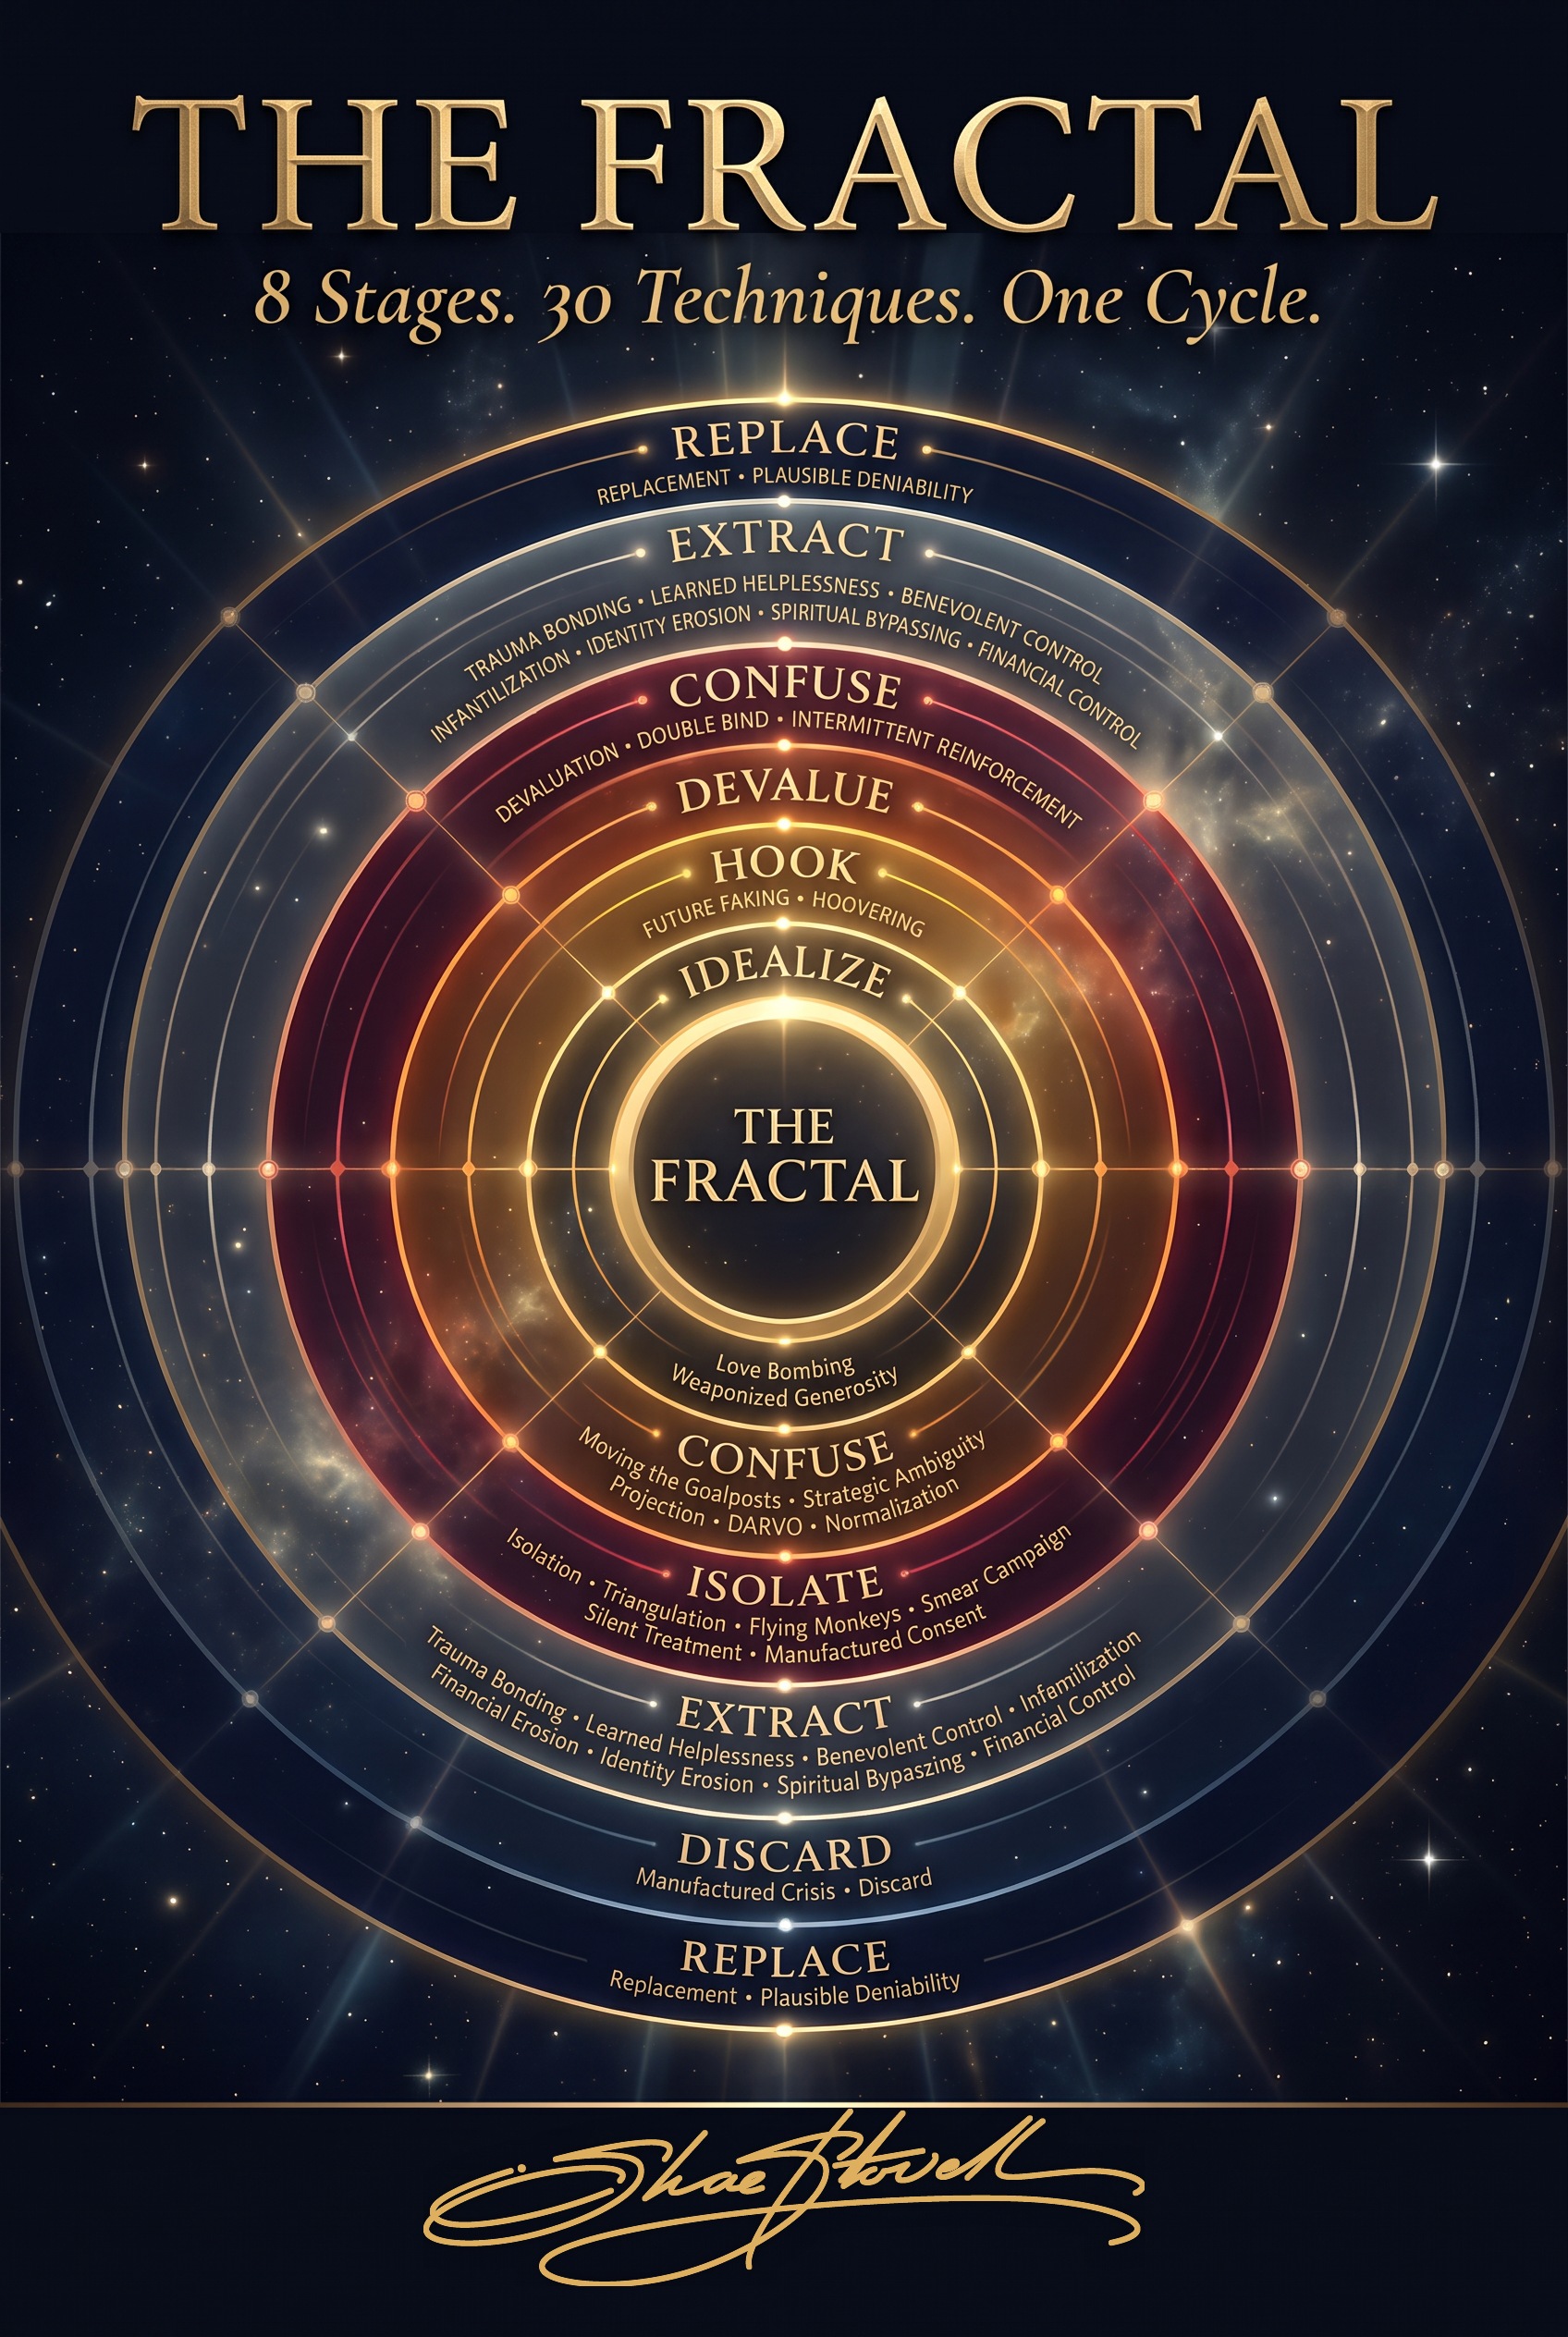 THE FRACTAL
8 Stages. 30 Techniques. One Cycle.
REPLACE
REPLACEMENT • PLAUSIBLE DENIABILITY
EXTRACT
TRAUMA BONDING • LEARNED HELPLESSNESS • BENEVOLENT CONTROL
INFANTILIZATION • IDENTITY EROSION • SPIRITUAL BYPASSING • FINANCIAL CONTROL
CONFUSE
DEVALUATION • DOUBLE BIND • INTERMITTENT REINFORCEMENT
DEVALUE
HOOK
FUTURE FAKING • HOOVERING
IDEALIZE
THE
FRACTAL
Love Bombing
Weaponized Generosity
CONFUSE
Moving the Goalposts • Strategic Ambiguity
Projection • DARVO • Normalization
ISOLATE
Isolation • Triangulation • Flying Monkeys • Smear Campaign
Silent Treatment • Manufactured Consent
EXTRACT
Trauma Bonding • Learned Helplessness • Benevolent Control • Infamilization
Financial Erosion • Identity Erosion • Spiritual Bypaszing • Financial Control
DISCARD
Manufactured Crisis • Discard
REPLACE
Replacement • Plausible Deniability
Shae Stovell